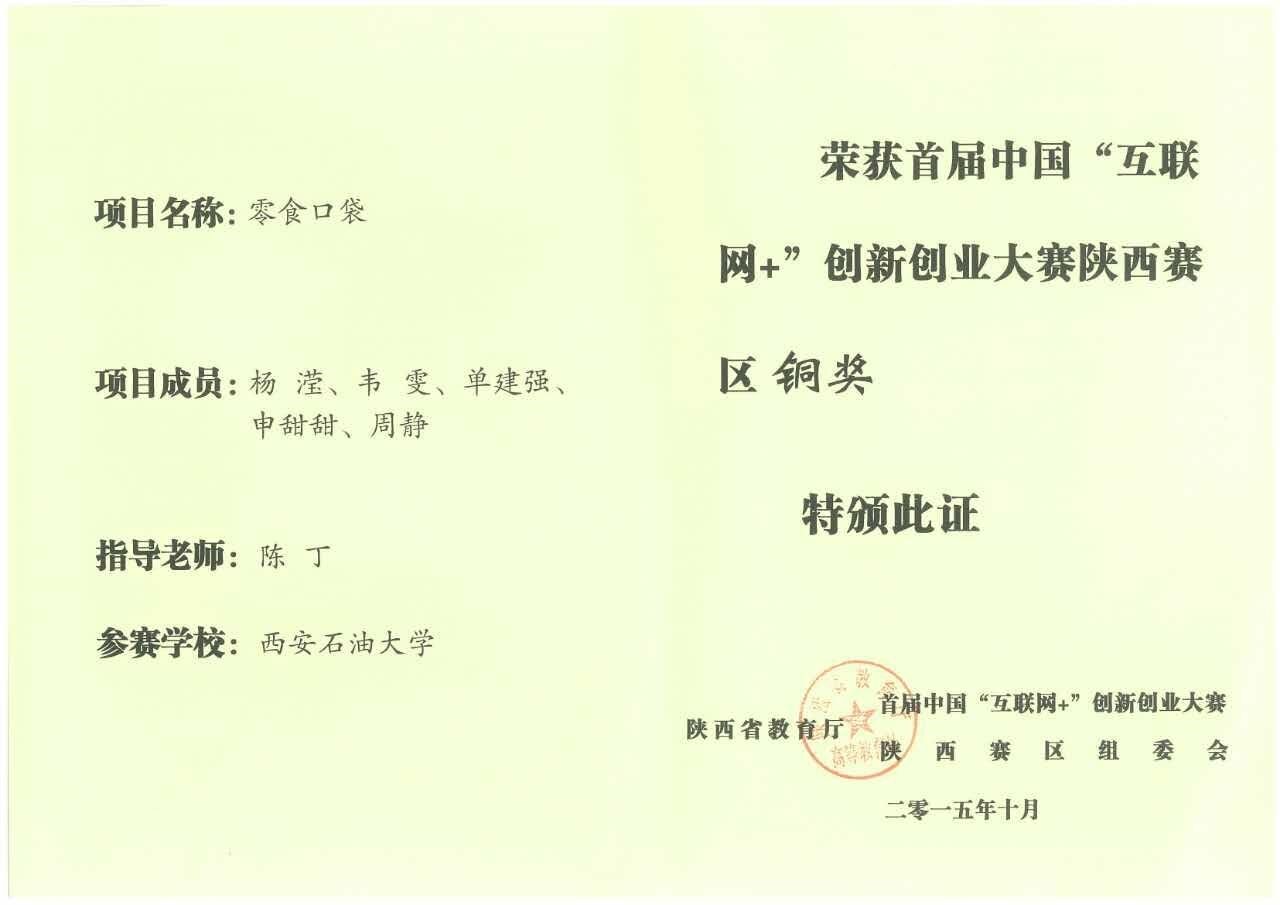 项目名称：零食口袋
项目成员：杨 滢、韦 雯、单建强、
申甜甜、周静
指导老师：陈 丁
参赛学校：西安石油大学
荣获首届中国“互联
网+”创新创业大赛陕西赛
区 铜奖
特颁此证
陕西省教育厅
首届中国“互联网+”创新创业大赛
陕西赛区组委会
二零一五年十月